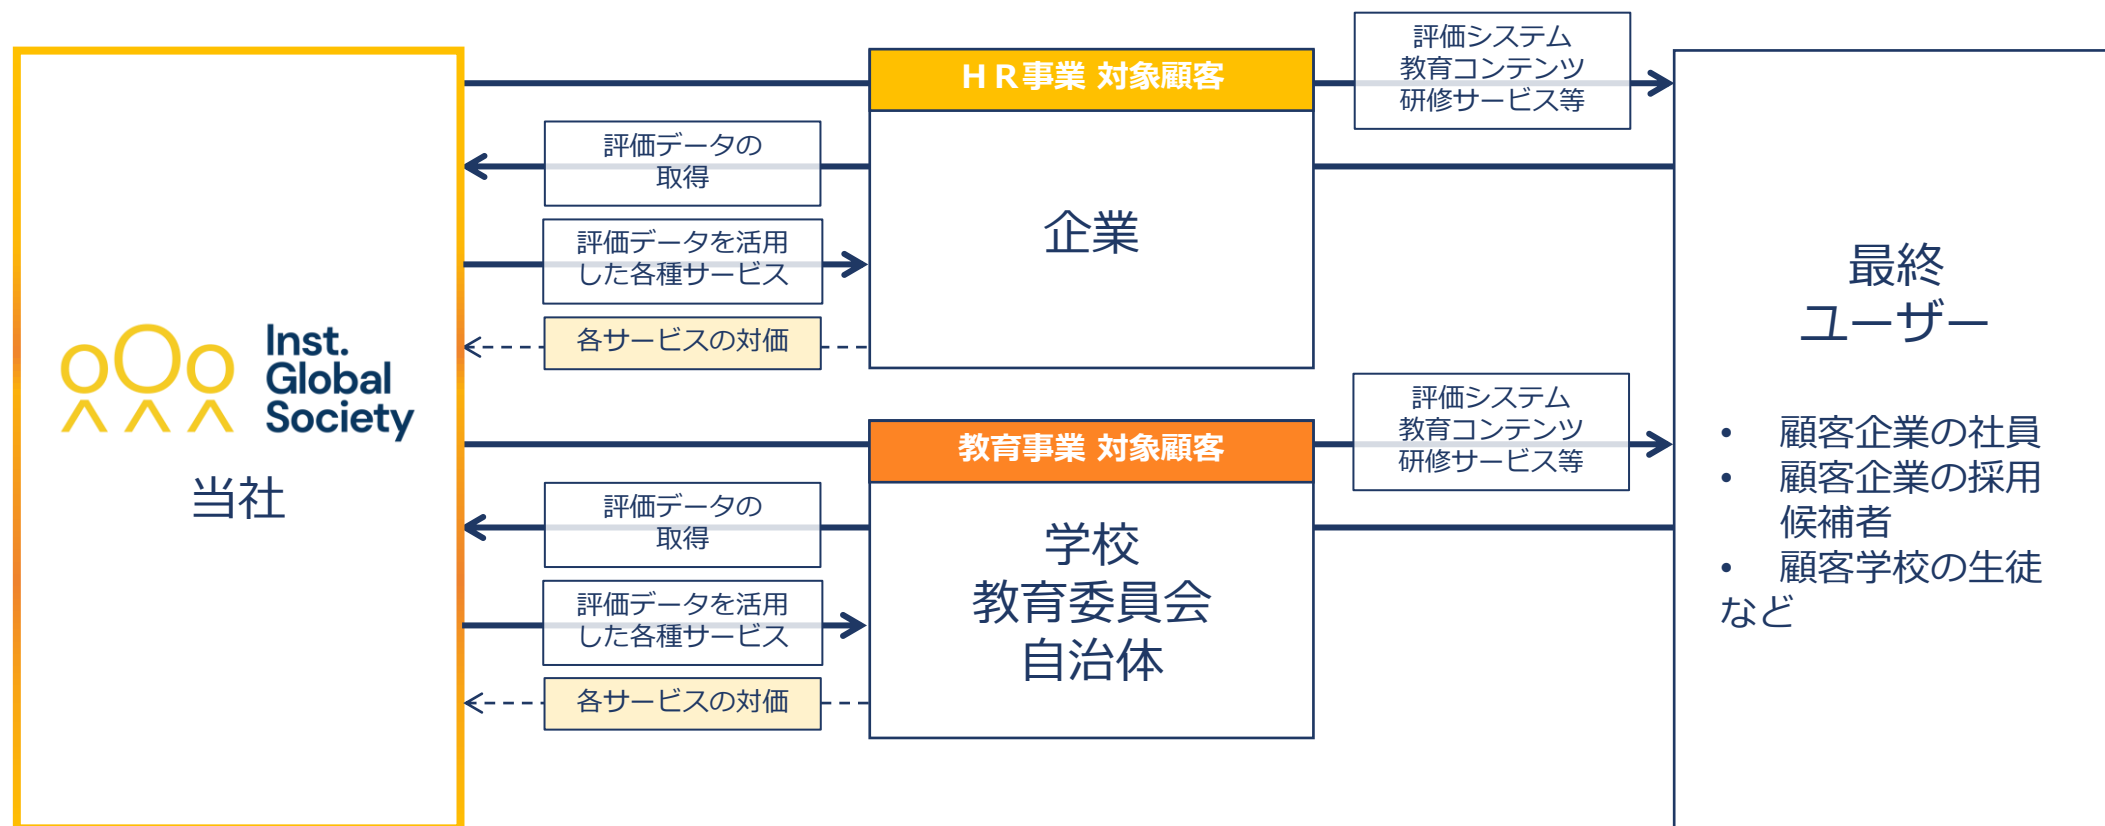 Inst.
Global
Society
当社
評価データの
取得
評価データを活用
した各種サービス
各サービスの対価
HR事業 対象顧客
企業
評価システム
教育コンテンツ
研修サービス等
評価データの
取得
評価データを活用
した各種サービス
各サービスの対価
教育事業 対象顧客
学校
教育委員会
自治体
評価システム
教育コンテンツ
研修サービス等
最終
ユーザー
• 顧客企業の社員
• 顧客企業の採用
候補者
• 顧客学校の生徒
など